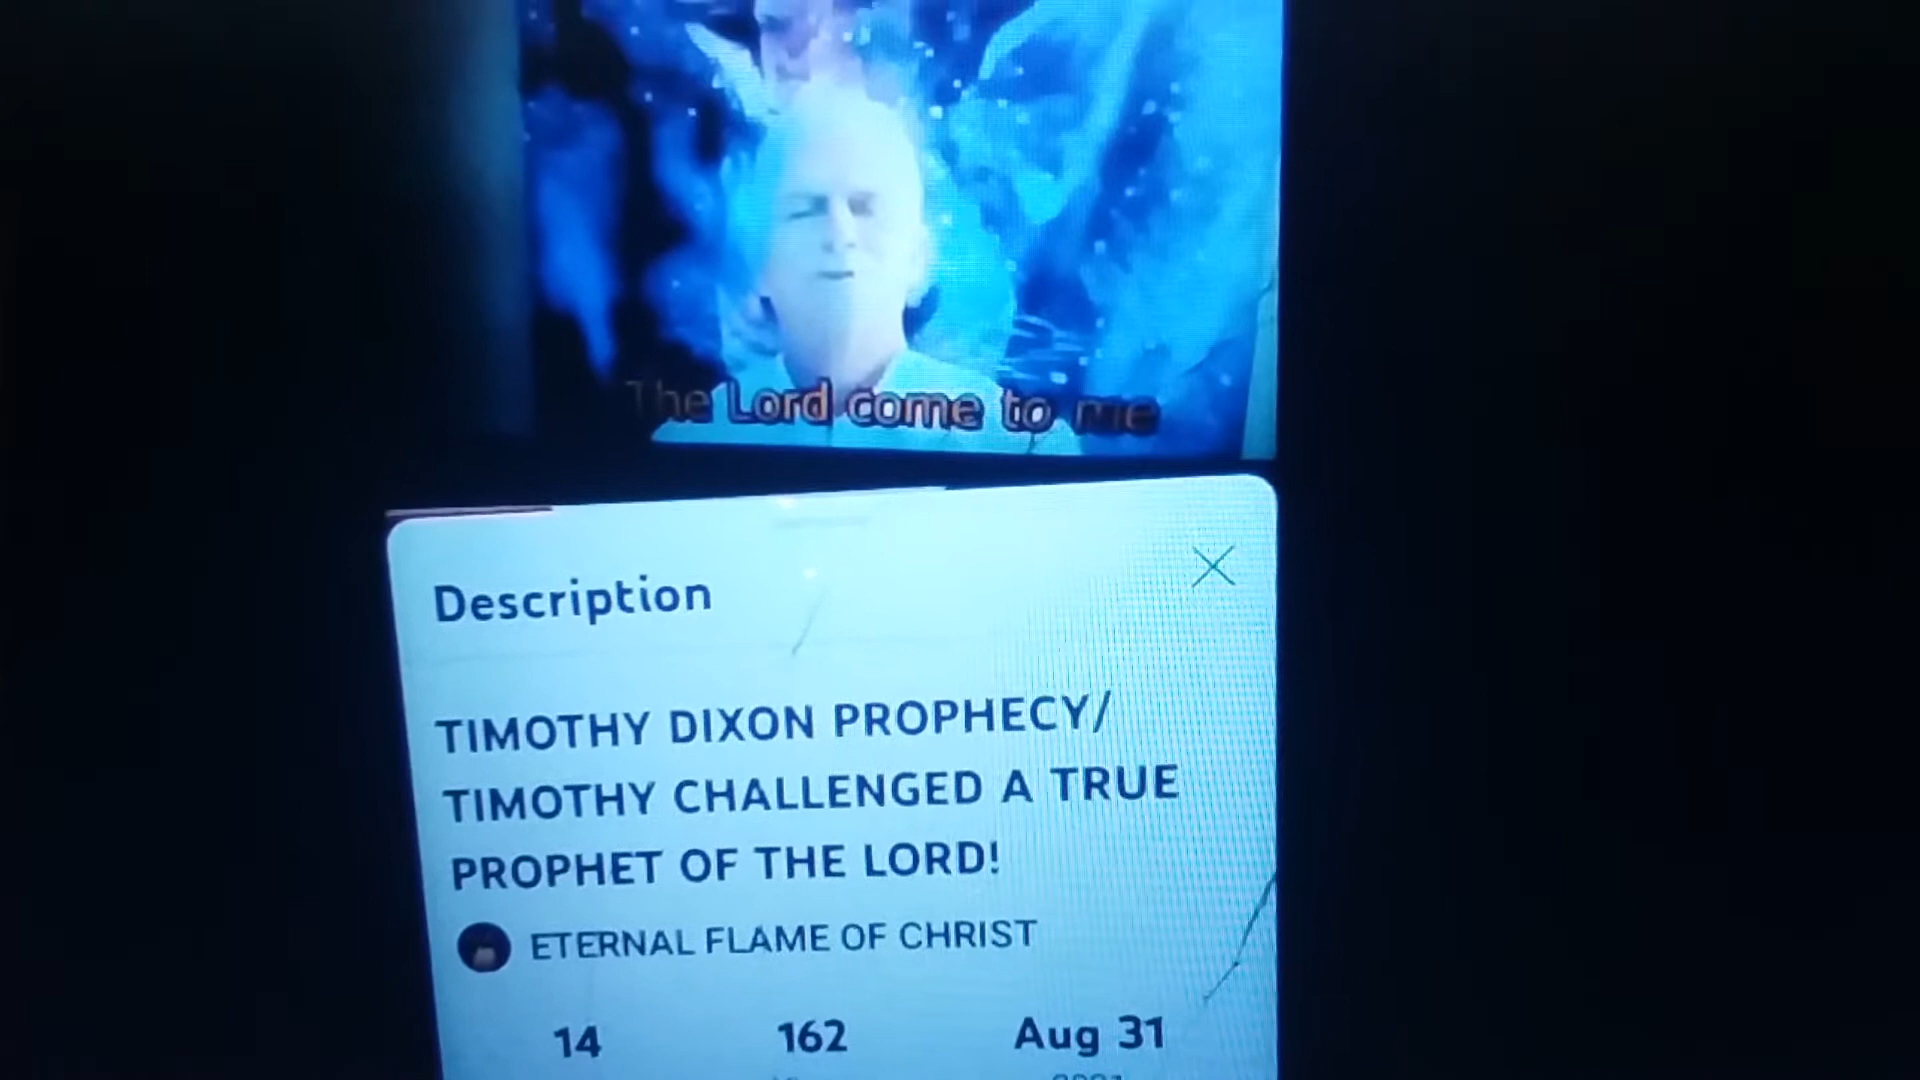 The Lord come to me
Description
TIMOTHY DIXON PROPHECY/
TIMOTHY CHALLENGED A TRUE
PROPHET OF THE LORD!
ETERNAL FLAME OF CHRIST
14 162 Aug 31